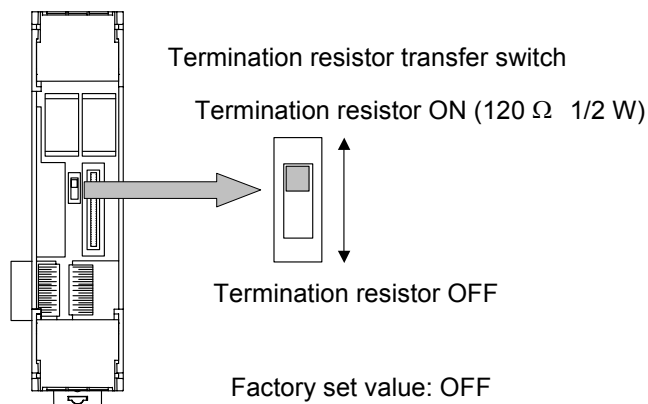 Termination resistor transfer switch
Termination resistor ON (120 Ω 1/2 W)
Termination resistor OFF
Factory set value: OFF